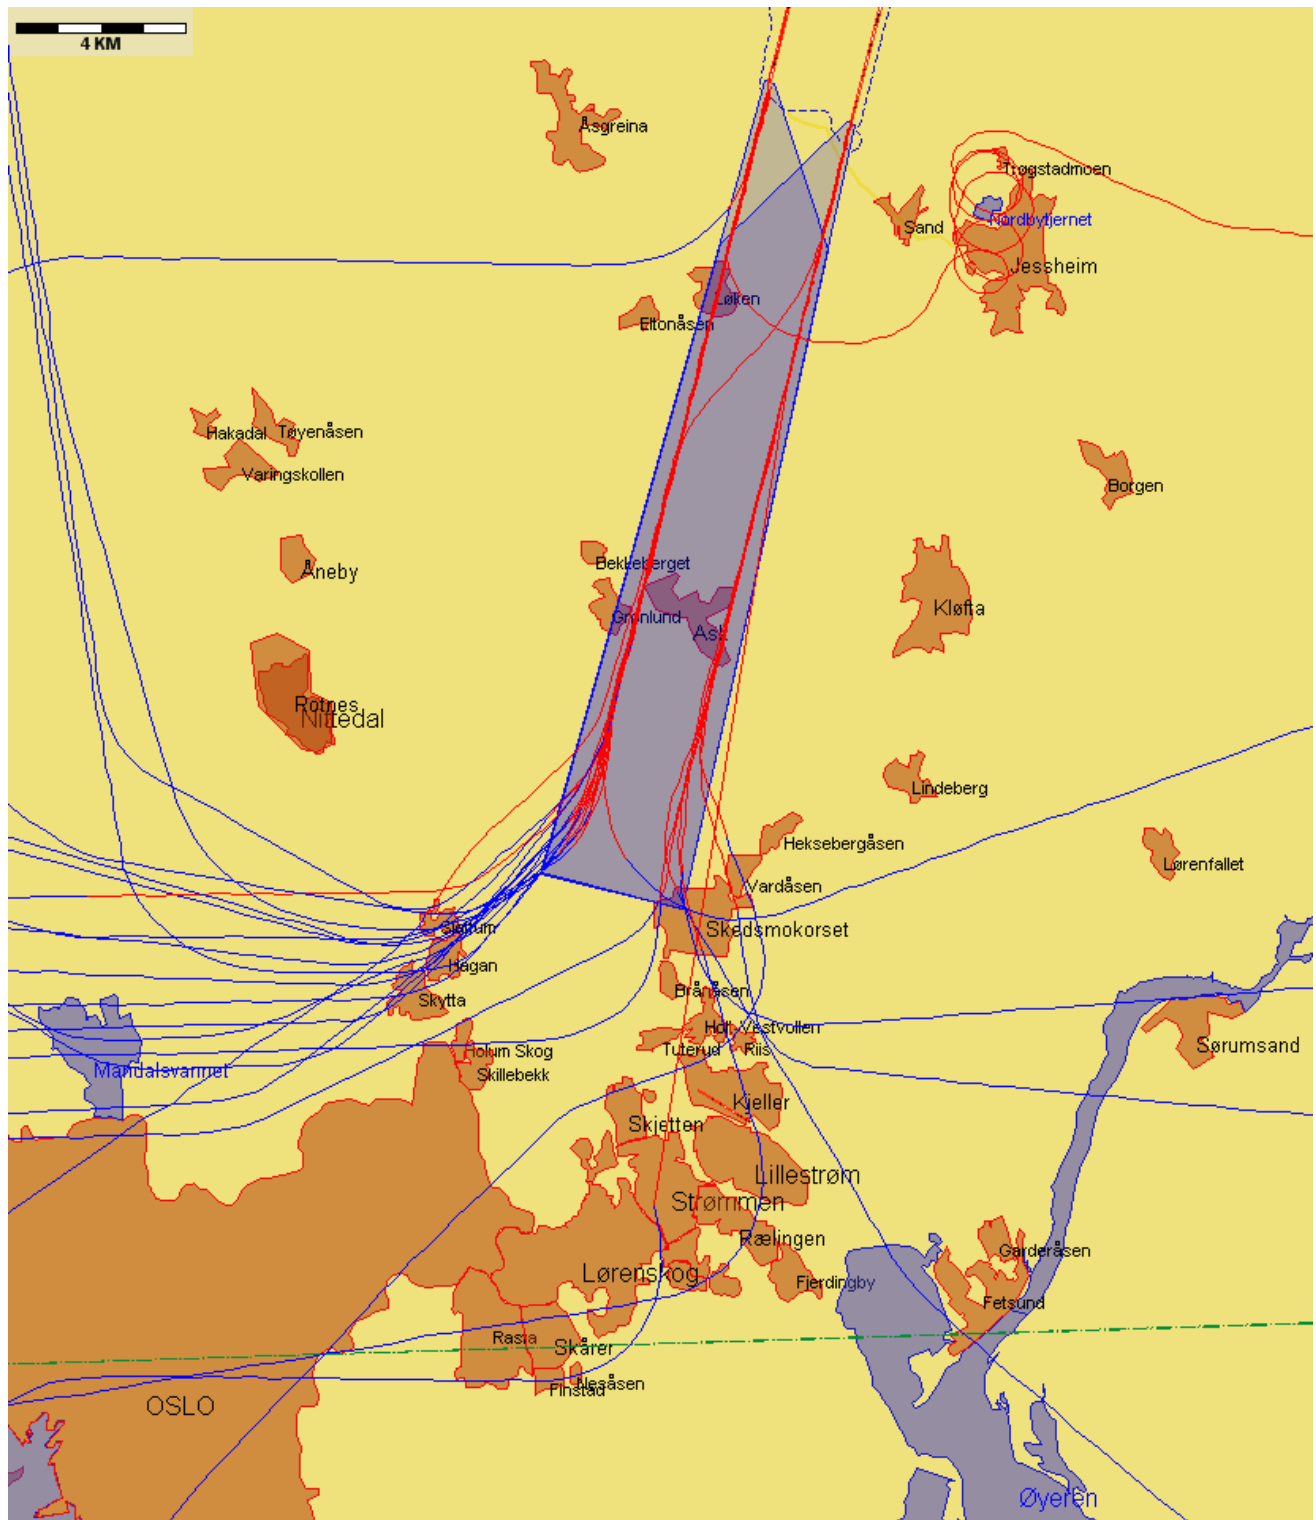 4 KM
Åsgreina
Trøgstadmoen
Nordbytjernet
Sand
Jessheim
Løken
Eltonåsen
Hakadal
Tøyenåsen
Varingskollen
Borgen
Bekkeberget
Åneby
Kløfta
Grønlund
Ask
Rotnes
Nittedal
Lindeberg
Heksebergåsen
Lørenfallet
Vardåsen
Slattum
Skedsmokorset
Hagan
Brånåsen
Skytta
Holt
Vestvollen
Tuterud
Riis
Sørumsand
Holum Skog
Mandalsvannet
Skillebekk
Kjeller
Skjetten
Lillestrøm
Strømmen
Rælingen
Garderåsen
Lørenskog
Fjerdingby
Fetsund
Rasta
Skårer
Nesåsen
Finstad
OSLO
Øyeren